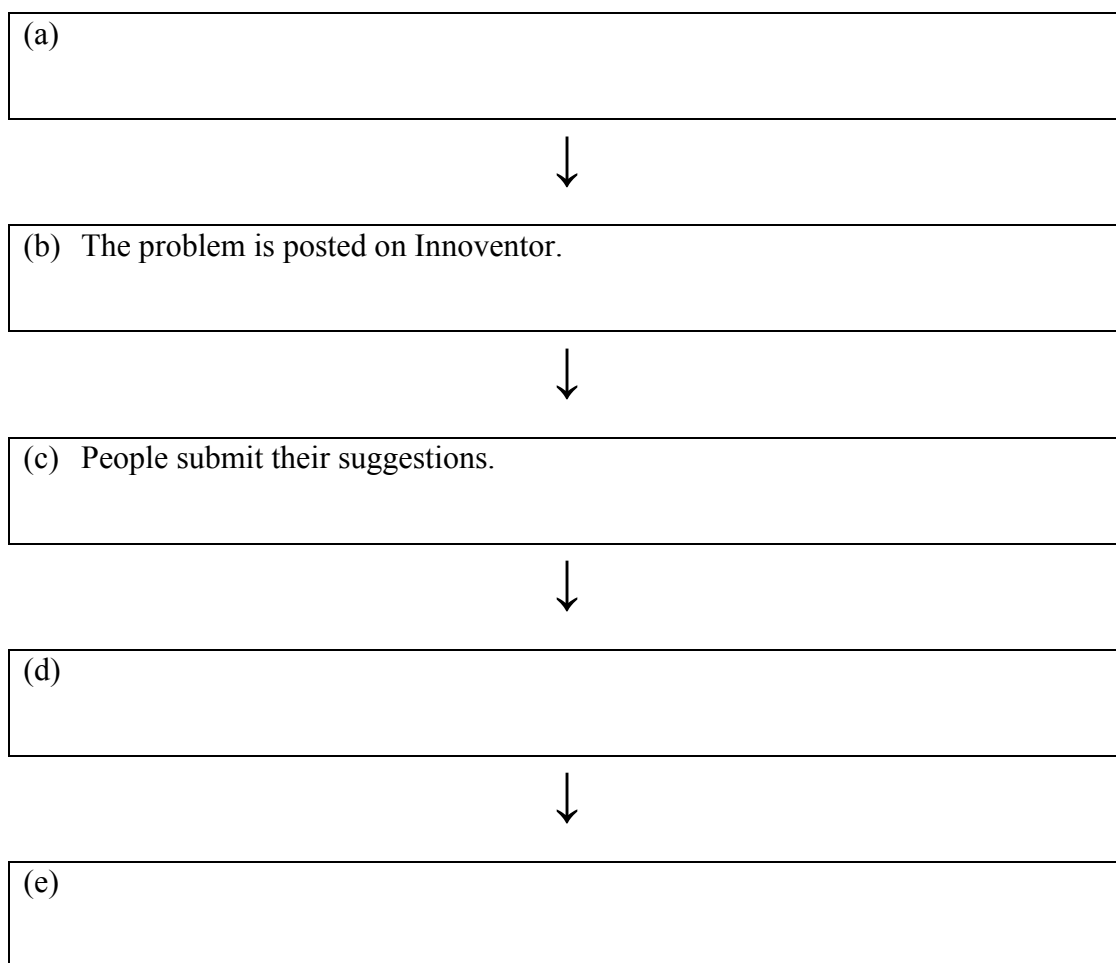 (a)
(b) The problem is posted on Innoventor.
(c) People submit their suggestions.
(d)
(e)